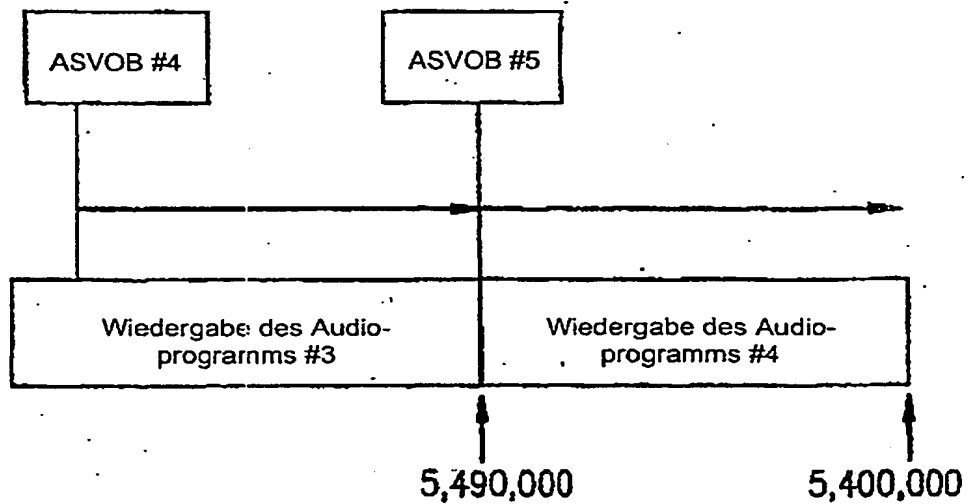 ASVOB #4
ASVOB #5
Wiedergabe des Audio-
programms #3
Wiedergabe des Audio-
programms #4
5,490,000
5,400,000